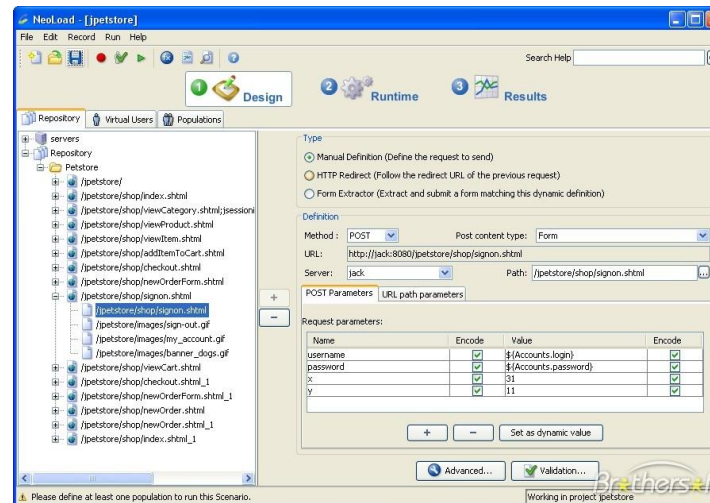 NeoLoad - [jpetstore]
File Edit Record Run Help
Search Help
1 Design 2 Runtime 3 Results
Repository Virtual Users Populations
servers
Repository
Petstore
/jpetstore/
/jpetstore/shop/index.shtml
/jpetstore/shop/viewCategory.shtml;jsessioni
/jpetstore/shop/viewProduct.shtml
/jpetstore/shop/viewItem.shtml
/jpetstore/shop/addItemToCart.shtml
/jpetstore/shop/checkout.shtml
/jpetstore/shop/newOrderForm.shtml
/jpetstore/shop/signon.shtml
/jpetstore/shop/signon.shtml
/jpetstore/images/sign-out.gif
/jpetstore/images/my_account.gif
/jpetstore/images/banner_dogs.gif
/jpetstore/shop/viewCart.shtml
/jpetstore/shop/checkout.shtml_1
/jpetstore/shop/newOrderForm.shtml_1
/jpetstore/shop/newOrder.shtml
/jpetstore/shop/newOrder.shtml_1
/jpetstore/shop/index.shtml_1
Type
Manual Definition (Define the request to send)
HTTP Redirect (Follow the redirect URL of the previous request)
Form Extractor (Extract and submit a form matching this dynamic definition)
Definition
Method : POST Post content type: Form
URL: http://jack:8080/jpetstore/shop/signon.shtml
Server: jack Path: /jpetstore/shop/signon.shtml ...
POST Parameters URL path parameters
Request parameters:
Name Encode Value Encode
username ${Accounts.login}
password ${Accounts.password}
x 31
y 11
+ − Set as dynamic value
Advanced... Validation...
Please define at least one population to run this Scenario.
Working in project jpetstore